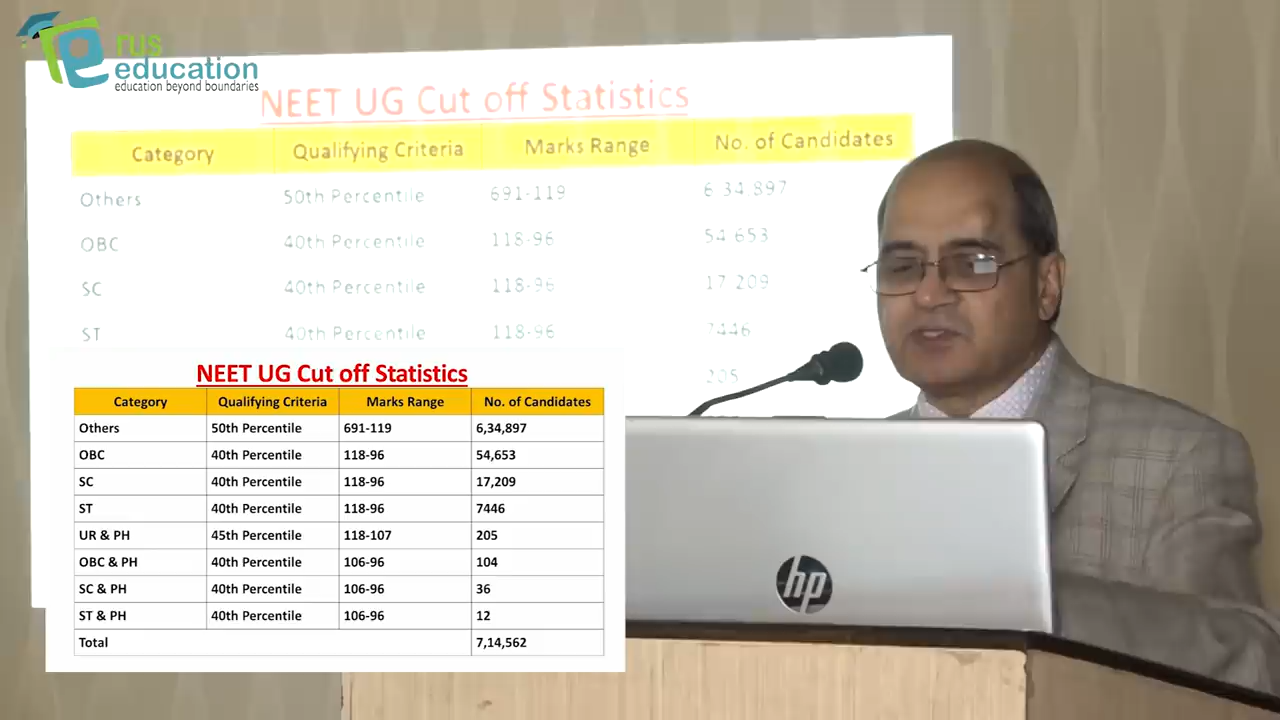 rus
education
education beyond boundaries
NEET UG Cut off Statistics
Category Qualifying Criteria Marks Range No. of Candidates
Others 50th Percentile 691-119 6,34,897
OBC 40th Percentile 118-96 54,653
SC 40th Percentile 118-96 17,209
ST 40th Percentile 118-96 7446
205
NEET UG Cut off Statistics
Category Qualifying Criteria Marks Range No. of Candidates
Others 50th Percentile 691-119 6,34,897
OBC 40th Percentile 118-96 54,653
SC 40th Percentile 118-96 17,209
ST 40th Percentile 118-96 7446
UR & PH 45th Percentile 118-107 205
OBC & PH 40th Percentile 106-96 104
SC & PH 40th Percentile 106-96 36
ST & PH 40th Percentile 106-96 12
Total 7,14,562
hp